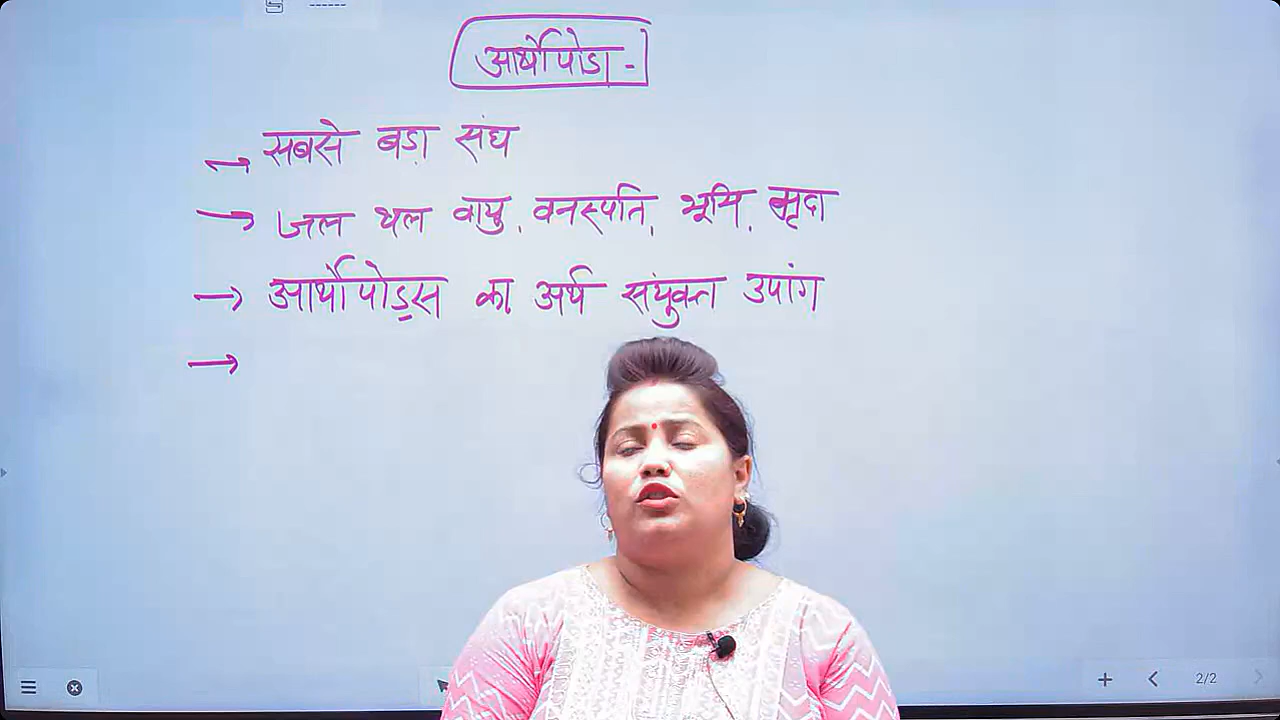 आर्थोपोडा -
→ सबसे बडा़ संघ
→ जल थल वायु, वनस्पति, भूमि, मृदा
→ आर्थोपोड्स का अर्थ संयुक्त उपांग
→
2/2